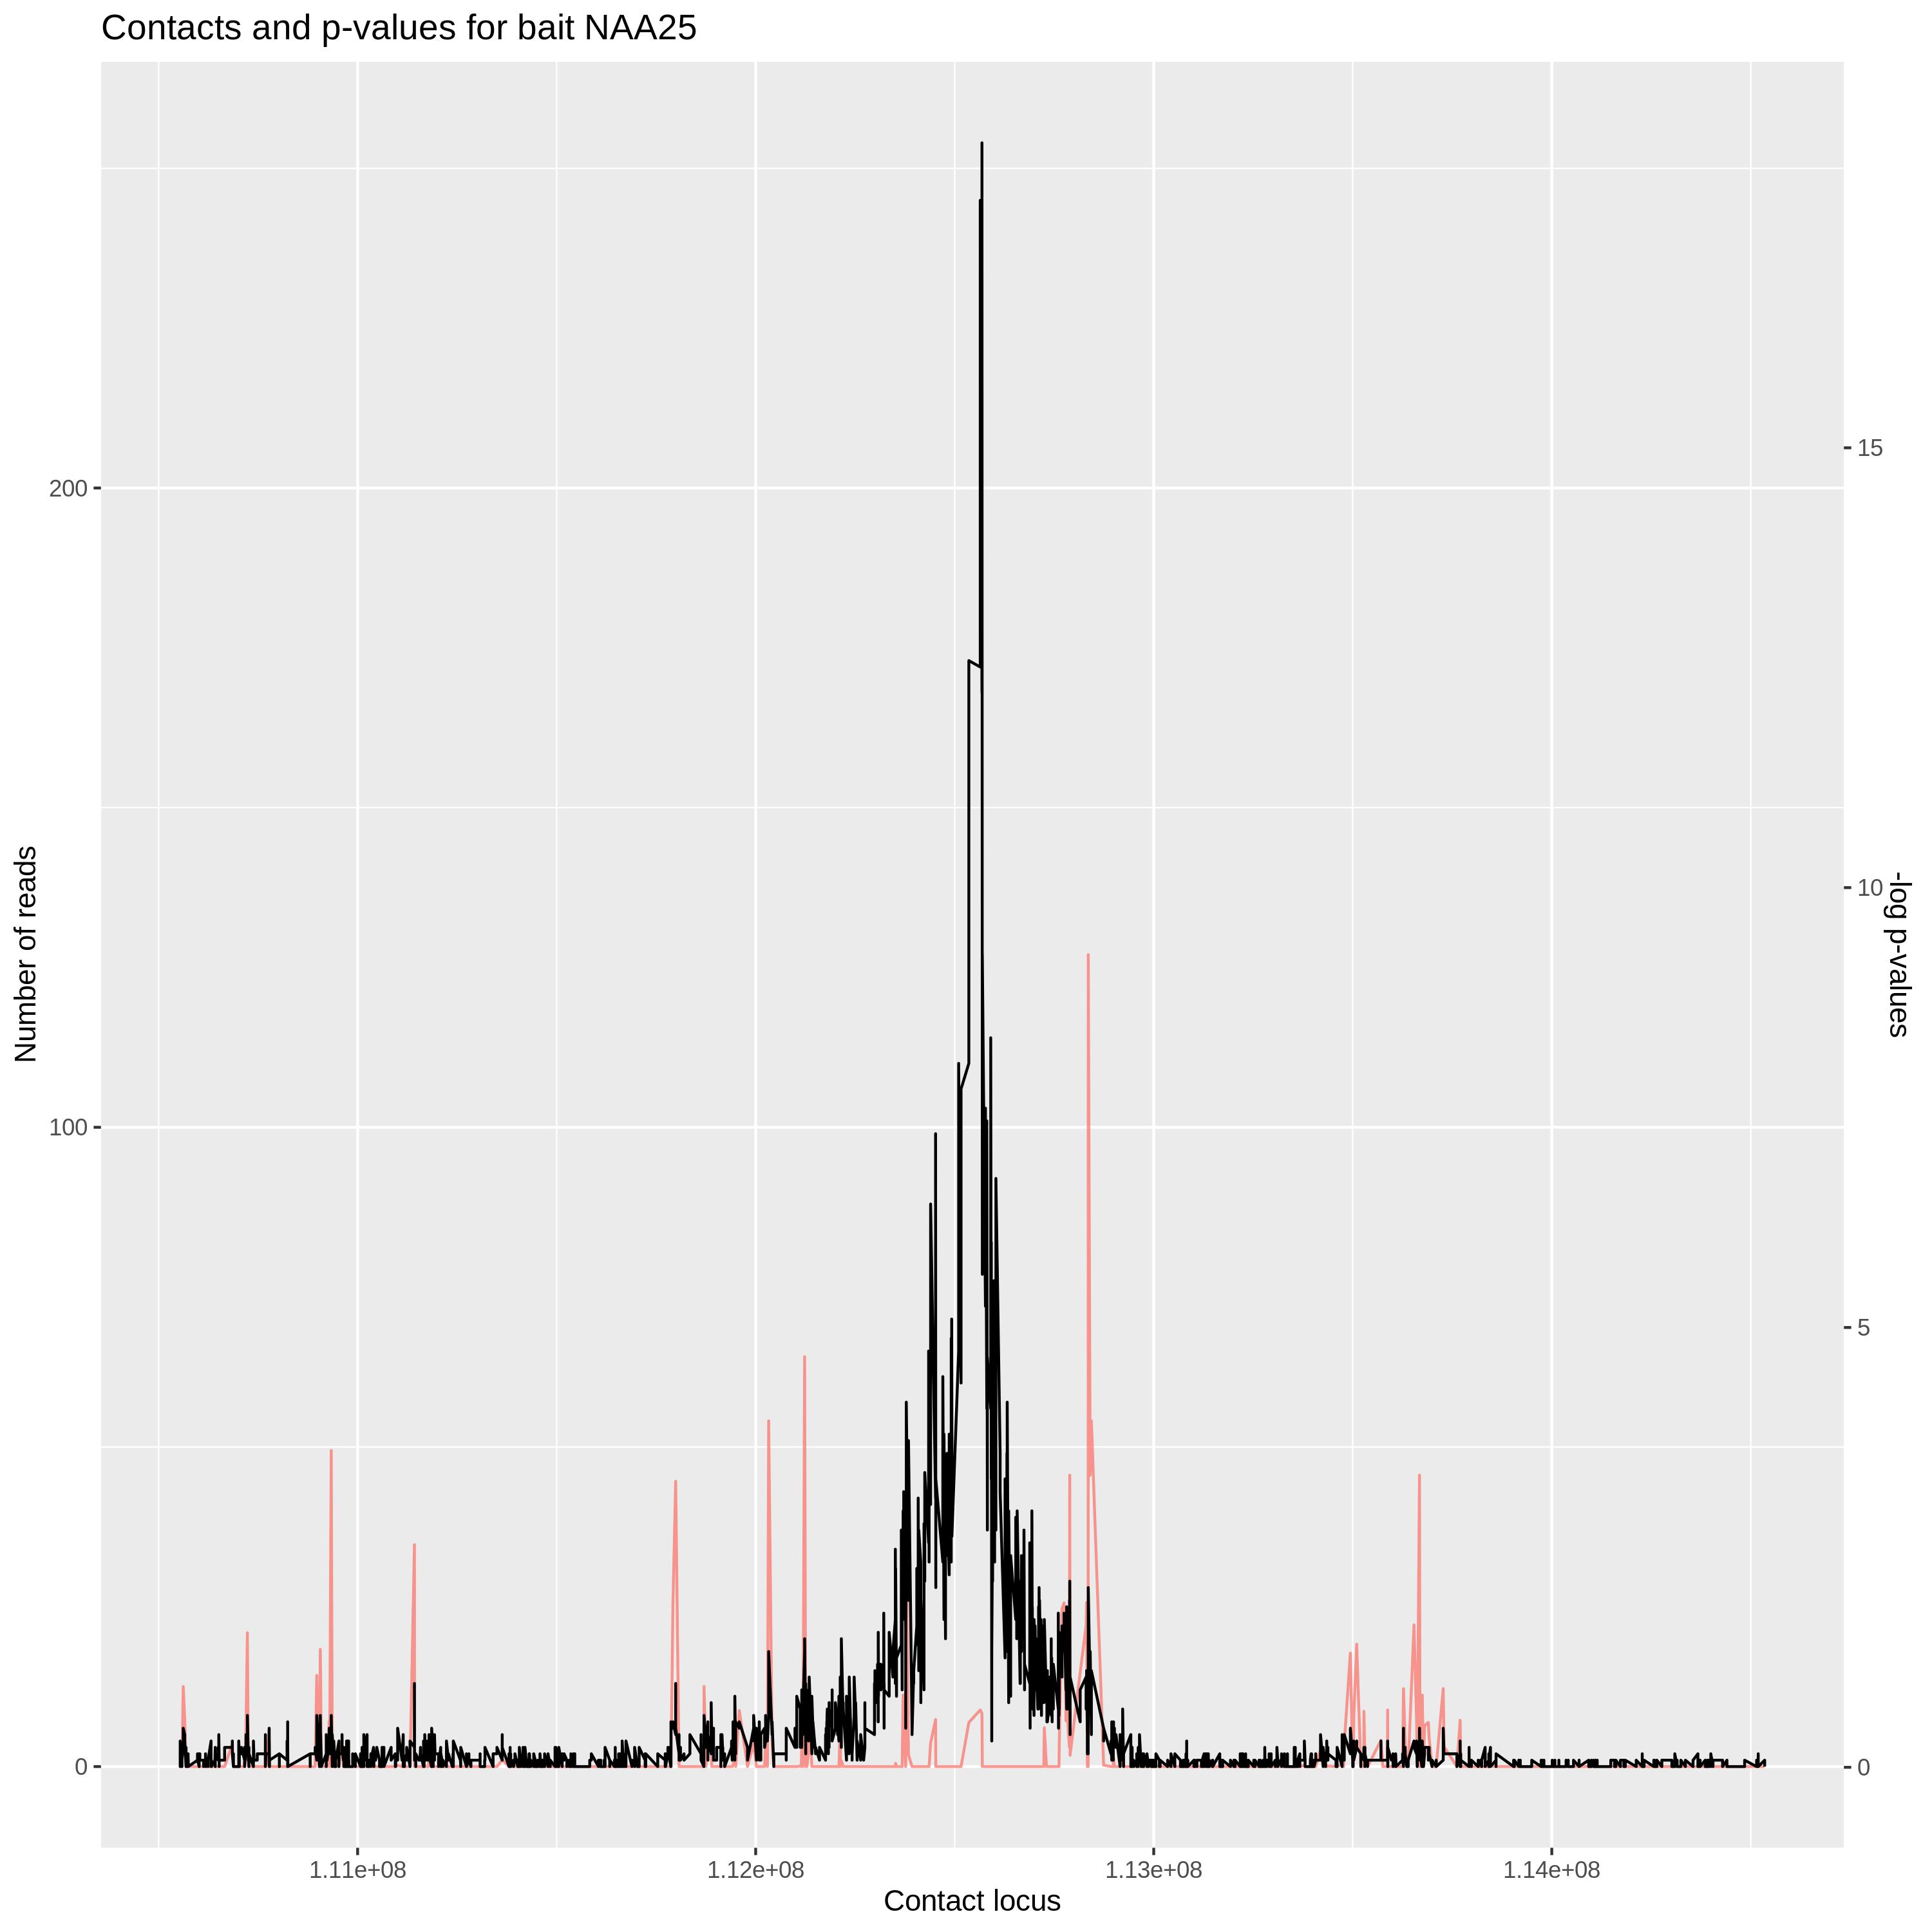 Contacts and p-values for bait NAA25
200
100
0
Number of reads
15
10
5
0
-log p-values
1.11e+08
1.12e+08
1.13e+08
1.14e+08
Contact locus